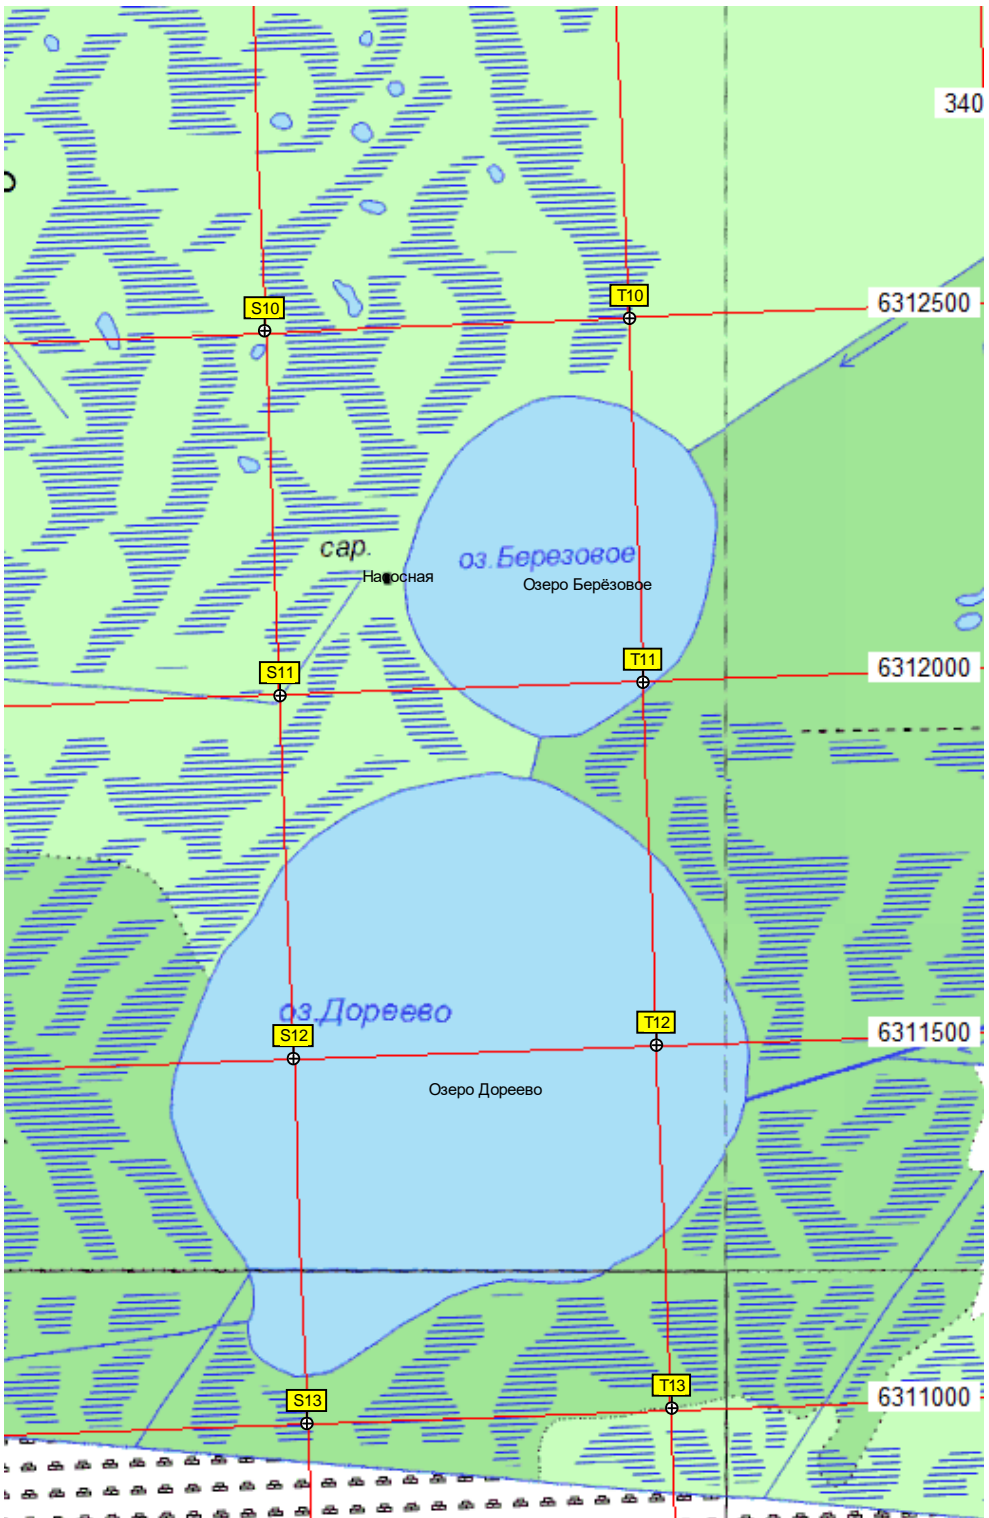 340
S10
T10
6312500
сар.
оз.Березовое
Насосная
Озеро Берёзовое
S11
T11
6312000
оз.Дореево
S12
T12
6311500
Озеро Дореево
S13
T13
6311000